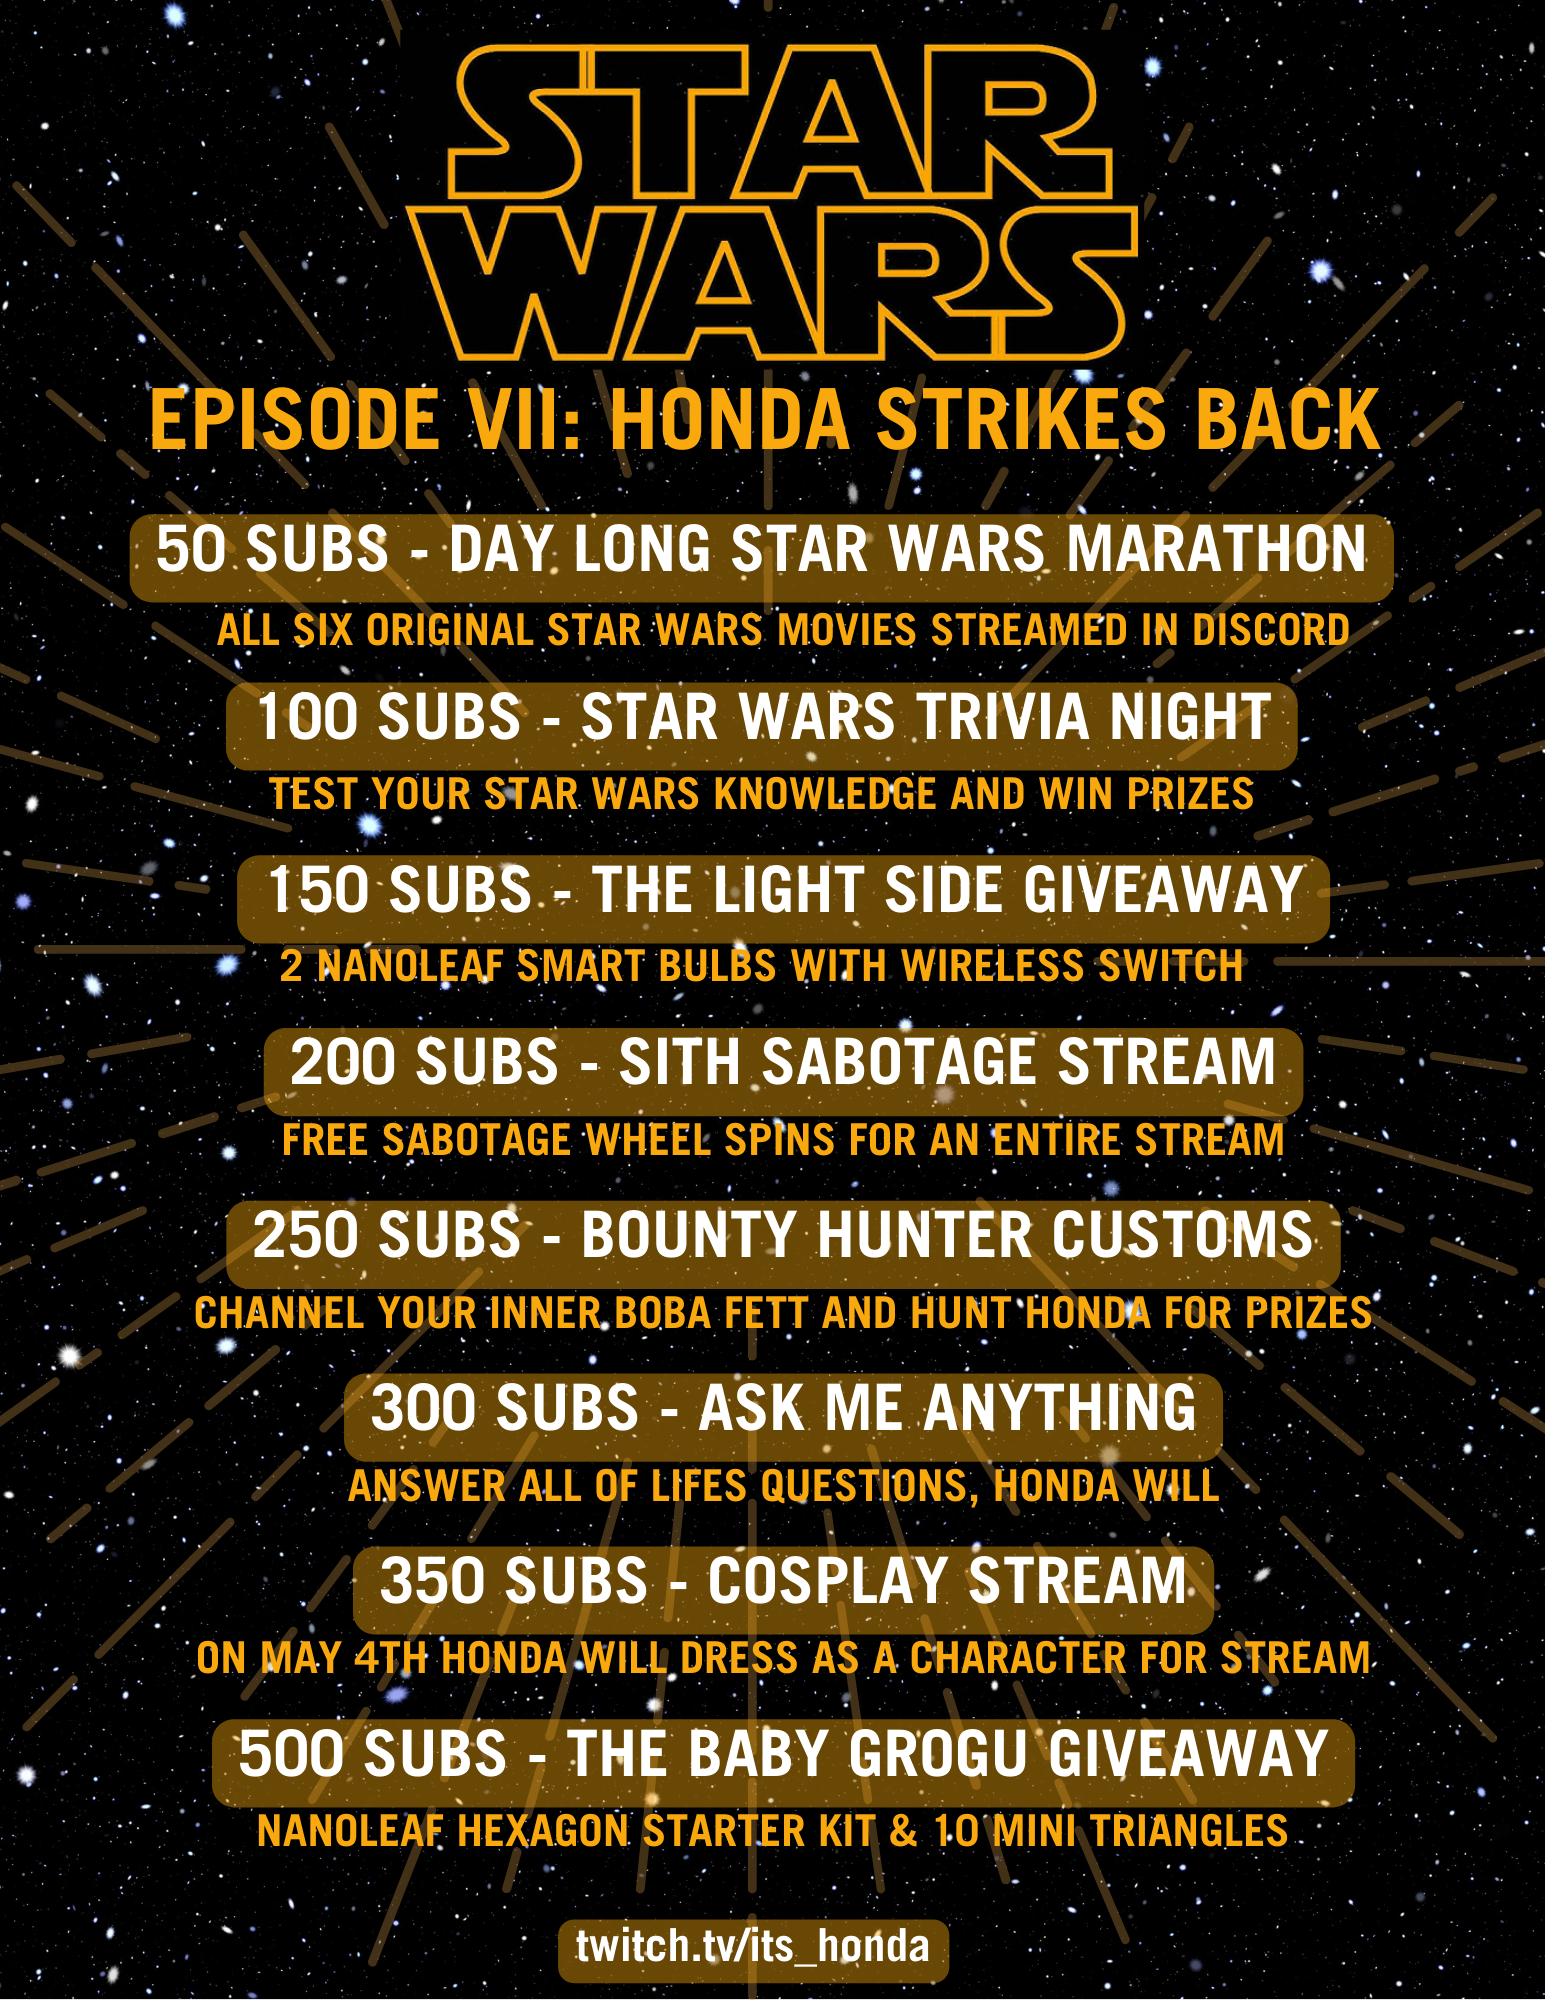 STAR
WARS
EPISODE VII: HONDA STRIKES BACK
50 SUBS - DAY LONG STAR WARS MARATHON
ALL SIX ORIGINAL STAR WARS MOVIES STREAMED IN DISCORD
100 SUBS - STAR WARS TRIVIA NIGHT
TEST YOUR STAR WARS KNOWLEDGE AND WIN PRIZES
150 SUBS - THE LIGHT SIDE GIVEAWAY
2 NANOLEAF SMART BULBS WITH WIRELESS SWITCH
200 SUBS - SITH SABOTAGE STREAM
FREE SABOTAGE WHEEL SPINS FOR AN ENTIRE STREAM
250 SUBS - BOUNTY HUNTER CUSTOMS
CHANNEL YOUR INNER BOBA FETT AND HUNT HONDA FOR PRIZES
300 SUBS - ASK ME ANYTHING
ANSWER ALL OF LIFES QUESTIONS, HONDA WILL
350 SUBS - COSPLAY STREAM
ON MAY 4TH HONDA WILL DRESS AS A CHARACTER FOR STREAM
500 SUBS - THE BABY GROGU GIVEAWAY
NANOLEAF HEXAGON STARTER KIT & 10 MINI TRIANGLES
twitch.tv/its_honda